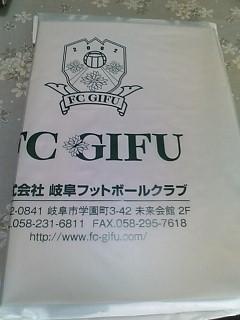 2002
FC GIFU
FC GIFU
式会社 岐阜フットボールクラブ
2-0841 岐阜市学園町3-42 未来会館 2F
.058-231-6811 FAX.058-295-7618
http://www.fc-gifu.com/